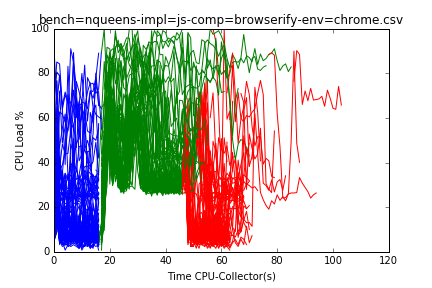 bench=nqueens-impl=js-comp=browserify-env=chrome.csv
100
80
60
40
20
0
CPU Load %
0 20 40 60 80 100 120
Time CPU-Collector(s)